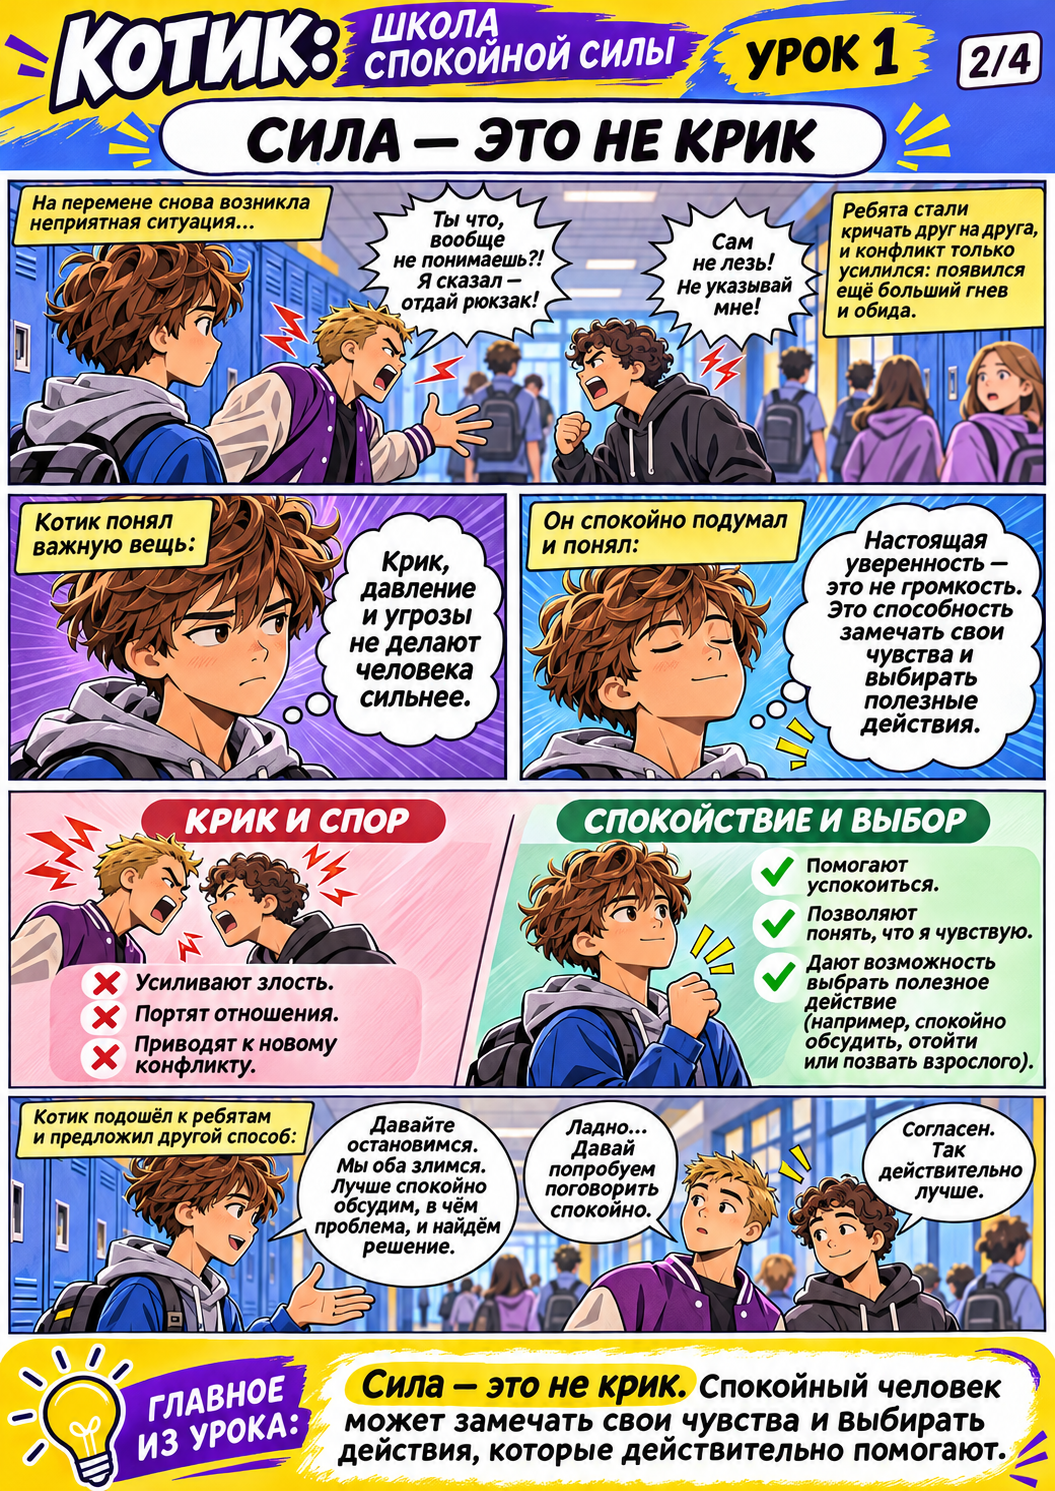 КОТИК:
ШКОЛА
СПОКОЙНОЙ СИЛЫ
УРОК 1
2/4
СИЛА — ЭТО НЕ КРИК
На перемене снова возникла
неприятная ситуация...
Ты что,
вообще
не понимаешь?!
Я сказал —
отдай рюкзак!
Сам
не лезь!
Не указывай
мне!
Ребята стали
кричать друг на друга,
и конфликт только
усилился: появился
ещё больший гнев
и обида.
Котик понял
важную вещь:
Крик,
давление
и угрозы
не делают
человека
сильнее.
Он спокойно подумал
и понял:
Настоящая
уверенность —
это не громкость.
Это способность
замечать свои
чувства и
выбирать
полезные
действия.
КРИК И СПОР
Усиливают злость.
Портят отношения.
Приводят к новому
конфликту.
СПОКОЙСТВИЕ И ВЫБОР
Помогают
успокоиться.
Позволяют
понять, что я чувствую.
Дают возможность
выбрать полезное
действие
(например, спокойно
обсудить, отойти
или позвать взрослого).
Котик подошёл к ребятам
и предложил другой способ:
Давайте
остановимся.
Мы оба злимся.
Лучше спокойно
обсудим, в чём
проблема, и найдём
решение.
Ладно...
Давай
попробуем
поговорить
спокойно.
Согласен.
Так
действительно
лучше.
ГЛАВНОЕ
ИЗ УРОКА:
Сила — это не крик. Спокойный человек
может замечать свои чувства и выбирать
действия, которые действительно помогают.